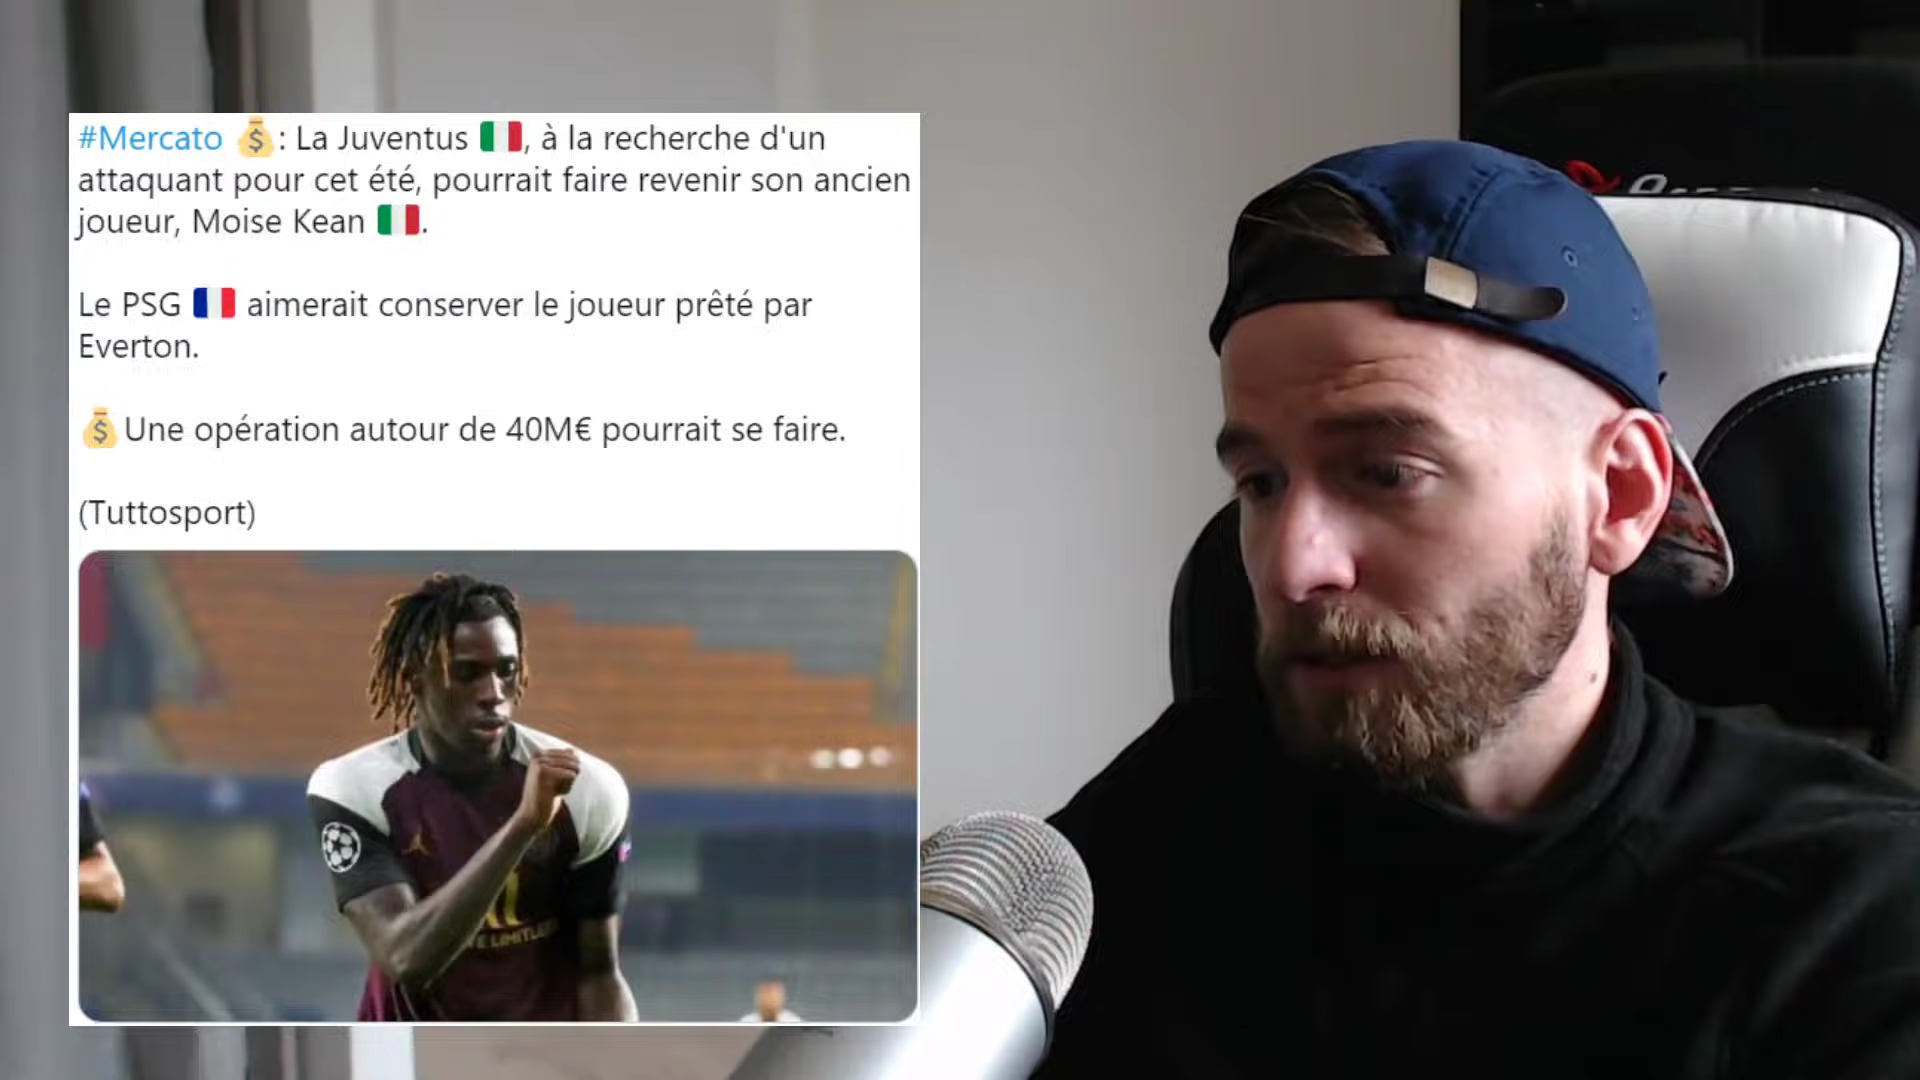 #Mercato 💰: La Juventus 🇮🇹, à la recherche d'un
attaquant pour cet été, pourrait faire revenir son ancien
joueur, Moise Kean 🇮🇹.
Le PSG 🇫🇷 aimerait conserver le joueur prêté par
Everton.
💰Une opération autour de 40M€ pourrait se faire.
(Tuttosport)